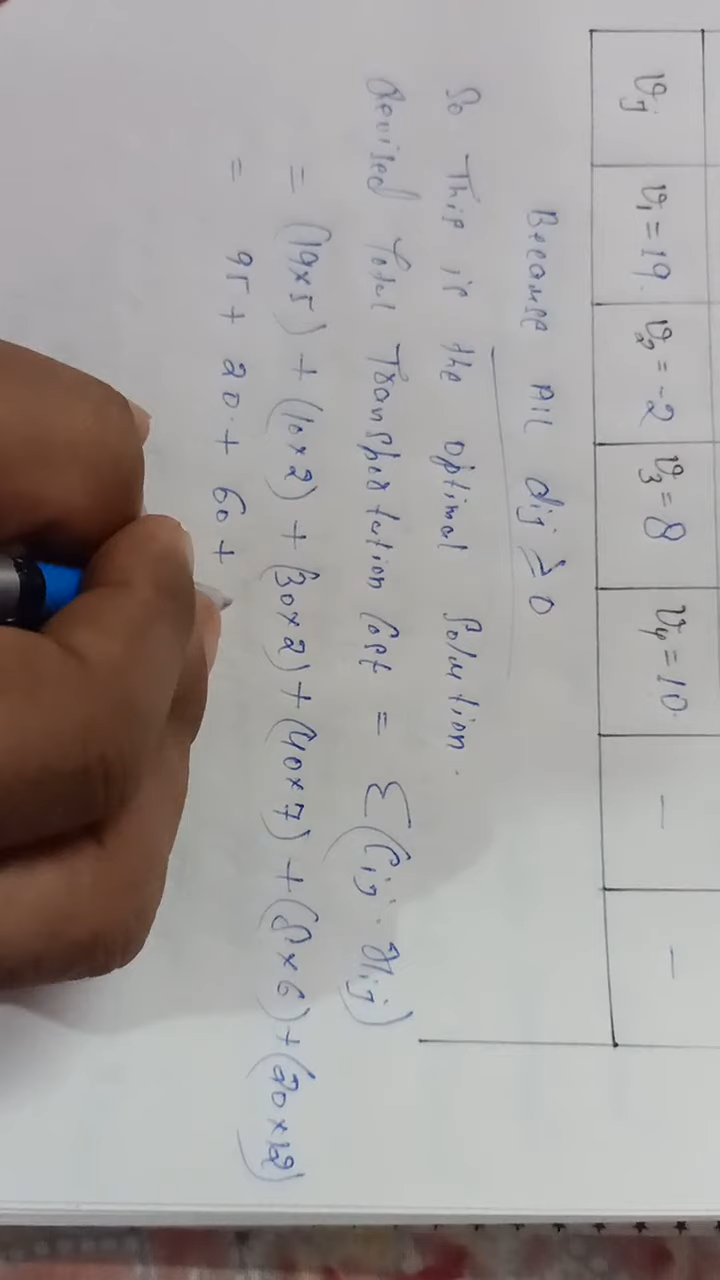 Vj V1 = 19. V2 = -2 V3 = 8 V4 = 10. — —
Because All dij ≥ 0
So This is the optimal Solution.
Revised Total Transportation Cost = Σ(Cij . xij)
= (19×5) + (10×2) + (30×2) + (40×7) + (8×6) + (20×12)
= 95 + 20 + 60 +